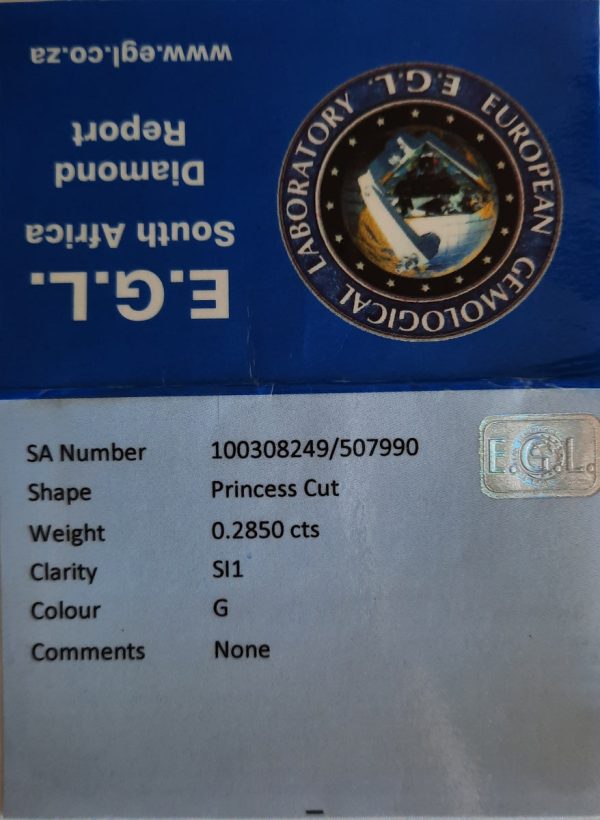 E.G.L.
South Africa
Diamond
Report
www.egl.co.za
EUROPEAN GEMOLOGICAL LABORATORY E.G.L.
SA Number 100308249/507990
Shape Princess Cut
Weight 0.2850 cts
Clarity SI1
Colour G
Comments None
E.G.L.